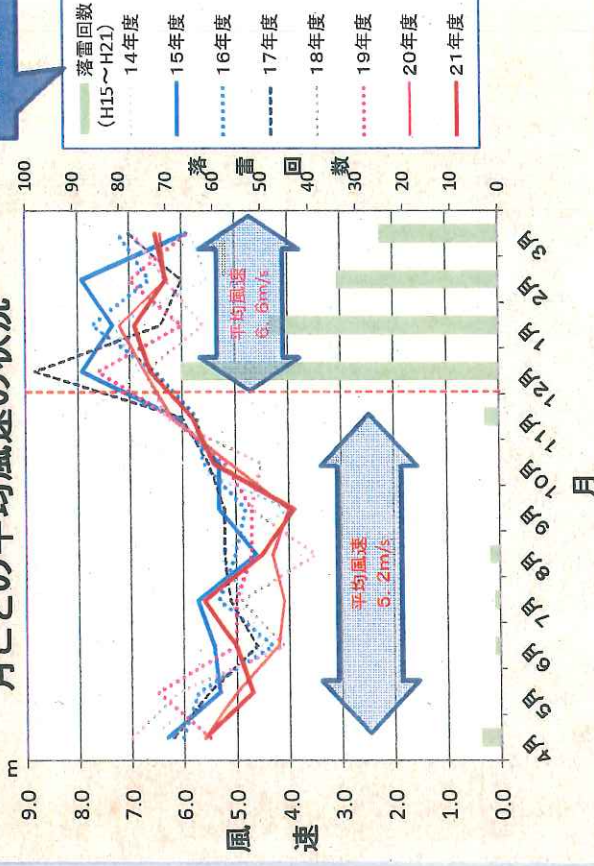 月ごとの平均風速の状況
m
9.0
8.0
7.0
6.0
5.0
4.0
3.0
2.0
1.0
0.0
風速
100
90
80
70
60
50
40
30
20
10
0
落雷回数
4月 5月 6月 7月 8月 9月 10月 11月 12月 1月 2月 3月
月
平均風速
5.2m/s
平均風速
6.6m/s
落雷回数
(H15~H21)
14年度
15年度
16年度
17年度
18年度
19年度
20年度
21年度